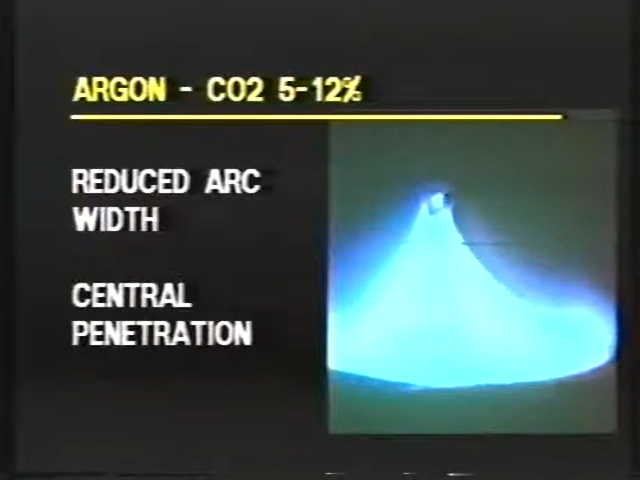 ARGON - CO2 5-12%
REDUCED ARC
WIDTH
CENTRAL
PENETRATION